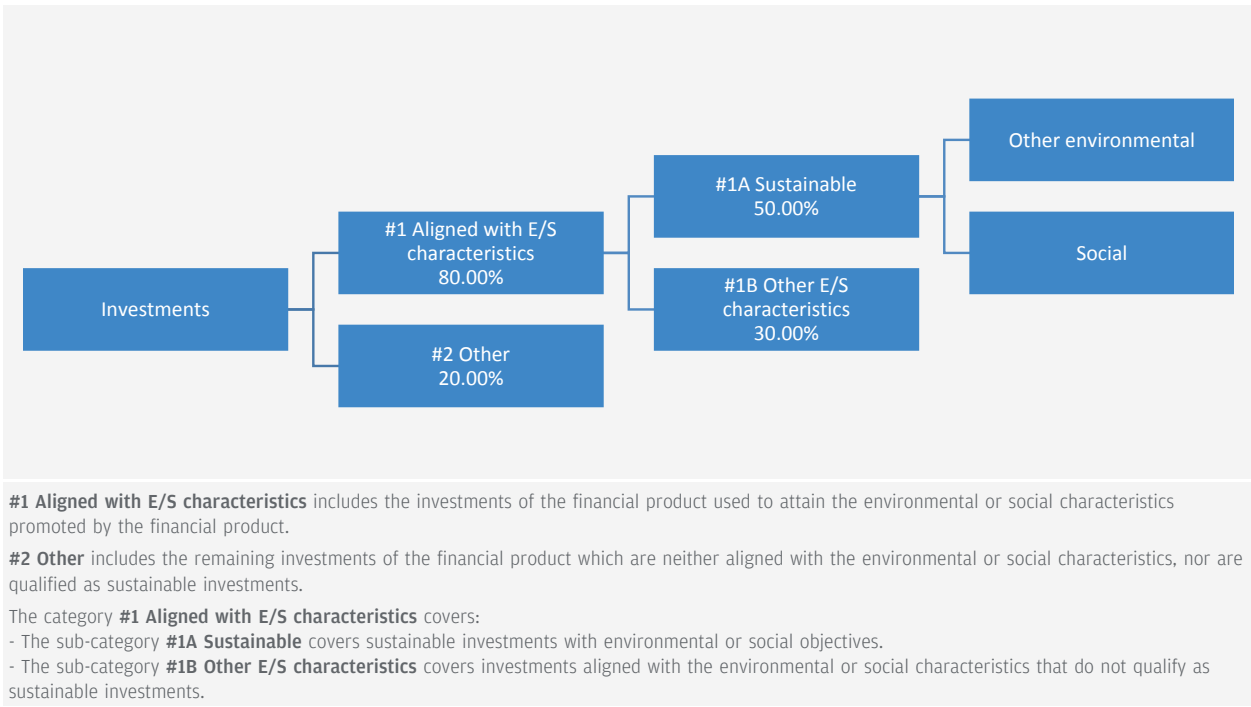 Investments
#1 Aligned with E/S
characteristics
80.00%
#2 Other
20.00%
#1A Sustainable
50.00%
#1B Other E/S
characteristics
30.00%
Other environmental
Social
#1 Aligned with E/S characteristics includes the investments of the financial product used to attain the environmental or social characteristics
promoted by the financial product.
#2 Other includes the remaining investments of the financial product which are neither aligned with the environmental or social characteristics, nor are
qualified as sustainable investments.
The category #1 Aligned with E/S characteristics covers:
- The sub-category #1A Sustainable covers sustainable investments with environmental or social objectives.
- The sub-category #1B Other E/S characteristics covers investments aligned with the environmental or social characteristics that do not qualify as
sustainable investments.